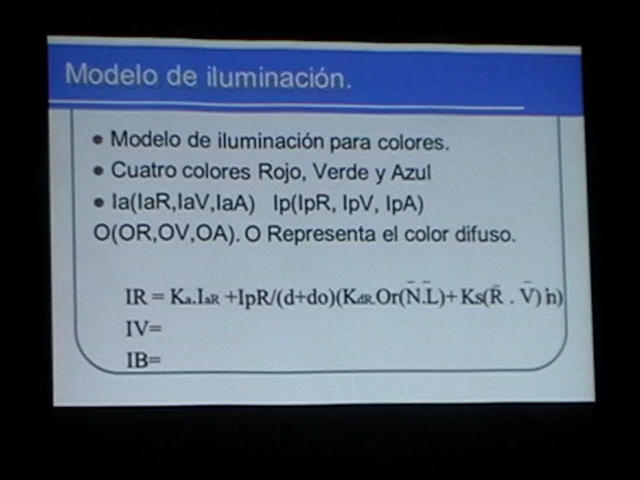 Modelo de iluminación.
• Modelo de iluminación para colores.
• Cuatro colores Rojo, Verde y Azul
• Ia(IaR,IaV,IaA)   Ip(IpR, IpV, IpA)
O(OR,OV,OA). O Representa el color difuso.
IR = Ka.IaR +IpR/(d+do)(KdR.Or(N̄.L̄)+ Ks(R̄ . V̄) n)
IV=
IB=